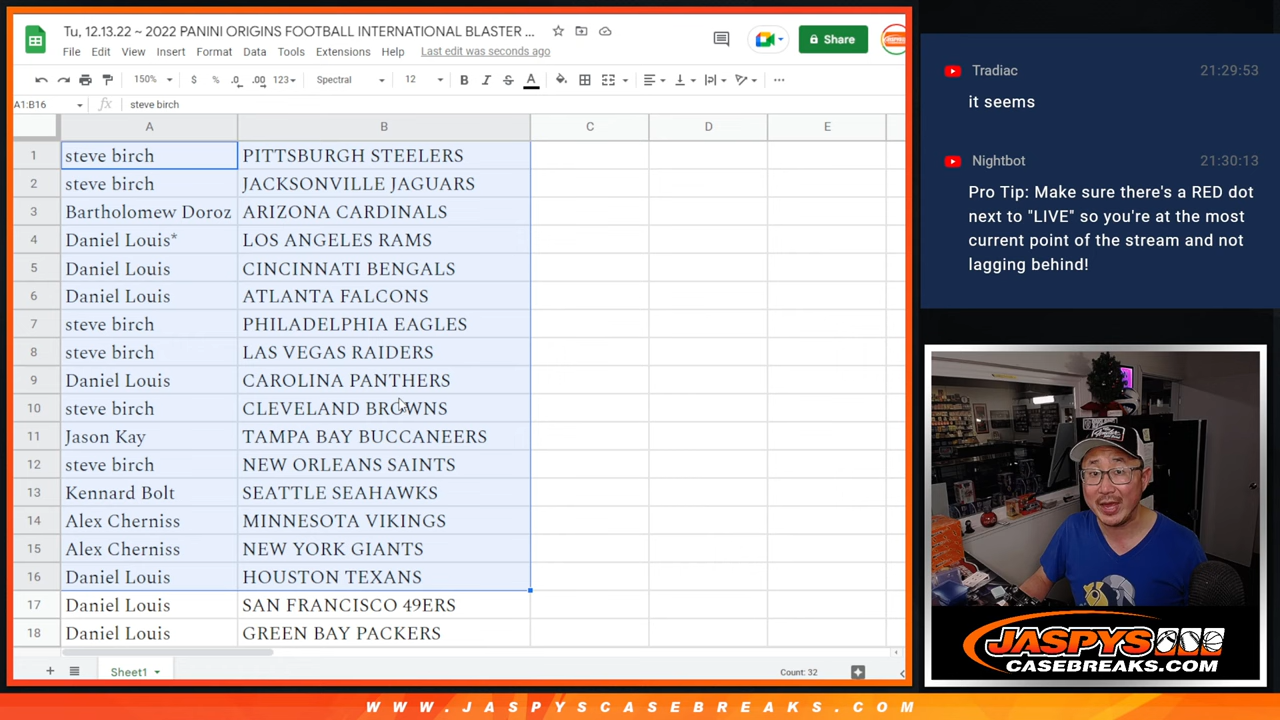 Tu, 12.13.22 ~ 2022 PANINI ORIGINS FOOTBALL INTERNATIONAL BLASTER ...
File Edit View Insert Format Data Tools Extensions Help Last edit was seconds ago
Share
150% $ % .0 .00 123 Spectral 12 B I S A
A1:B16 fx steve birch
A B C D E
1 steve birch PITTSBURGH STEELERS
2 steve birch JACKSONVILLE JAGUARS
3 Bartholomew Doroz ARIZONA CARDINALS
4 Daniel Louis* LOS ANGELES RAMS
5 Daniel Louis CINCINNATI BENGALS
6 Daniel Louis ATLANTA FALCONS
7 steve birch PHILADELPHIA EAGLES
8 steve birch LAS VEGAS RAIDERS
9 Daniel Louis CAROLINA PANTHERS
10 steve birch CLEVELAND BROWNS
11 Jason Kay TAMPA BAY BUCCANEERS
12 steve birch NEW ORLEANS SAINTS
13 Kennard Bolt SEATTLE SEAHAWKS
14 Alex Cherniss MINNESOTA VIKINGS
15 Alex Cherniss NEW YORK GIANTS
16 Daniel Louis HOUSTON TEXANS
17 Daniel Louis SAN FRANCISCO 49ERS
18 Daniel Louis GREEN BAY PACKERS
Sheet1 Count: 32
Tradiac 21:29:53
it seems
Nightbot 21:30:13
Pro Tip: Make sure there's a RED dot
next to "LIVE" so you're at the most
current point of the stream and not
lagging behind!
JASPYS
CASEBREAKS.COM
WWW.JASPYSCASEBREAKS.COM